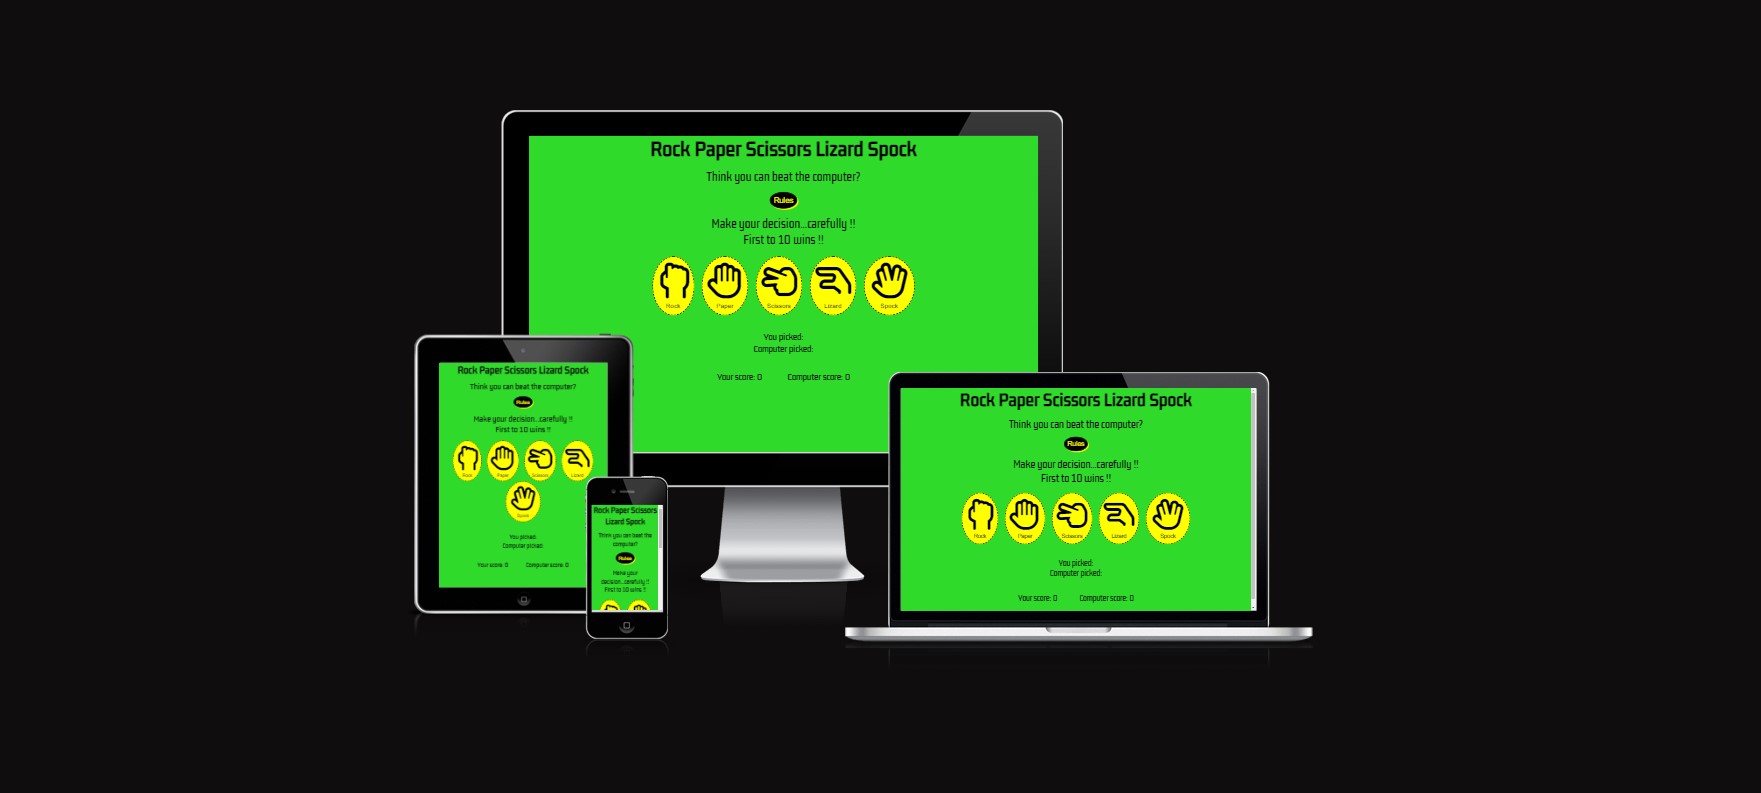 Rock Paper Scissors Lizard Spock
Think you can beat the computer?
Rules
Make your decision...carefully !!
First to 10 wins !!
Rock Paper Scissors Lizard Spock
You picked:
Computer picked:
Your score: 0 Computer score: 0
Rock Paper Scissors Lizard Spock
Think you can beat the computer?
Rules
Make your decision...carefully !!
First to 10 wins !!
Rock Paper Scissors Lizard
Spock
You picked:
Computer picked:
Your score: 0 Computer score: 0
Rock Paper Scissors
Lizard Spock
Think you can beat the
computer?
Rules
Make your
decision...carefully !!
First to 10 wins !!
Rock Paper Scissors Lizard Spock
Think you can beat the computer?
Rules
Make your decision...carefully !!
First to 10 wins !!
Rock Paper Scissors Lizard Spock
You picked:
Computer picked:
Your score: 0 Computer score: 0